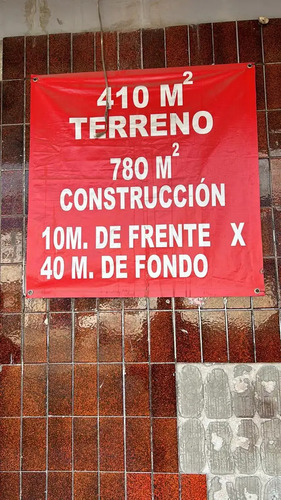 410 M²
TERRENO
780 M²
CONSTRUCCIÓN
10M. DE FRENTE X
40 M. DE FONDO